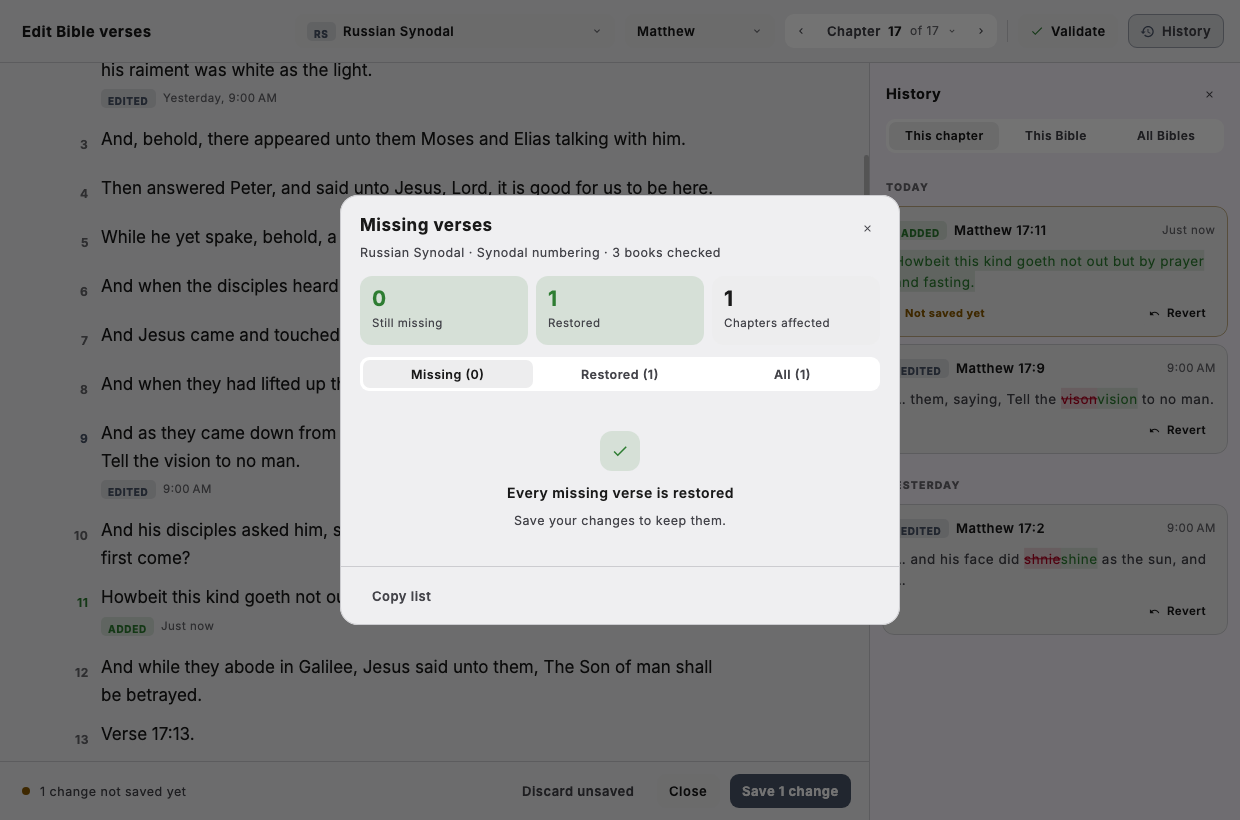 Edit Bible verses
RS Russian Synodal
Matthew
Chapter 17 of 17
Validate
History
his raiment was white as the light.
EDITED Yesterday, 9:00 AM
3 And, behold, there appeared unto them Moses and Elias talking with him.
4 Then answered Peter, and said unto Jesus, Lord, it is good for us to be here.
5 While he yet spake, behold, a
6 And when the disciples heard
7 And Jesus came and touched
8 And when they had lifted up th
9 And as they came down from
Tell the vision to no man.
EDITED 9:00 AM
10 And his disciples asked him, s
first come?
11 Howbeit this kind goeth not ou
ADDED Just now
12 And while they abode in Galilee, Jesus said unto them, The Son of man shall
be betrayed.
13 Verse 17:13.
1 change not saved yet
Discard unsaved
Close
Save 1 change
Missing verses
Russian Synodal · Synodal numbering · 3 books checked
0
Still missing
1
Restored
1
Chapters affected
Missing (0)
Restored (1)
All (1)
Every missing verse is restored
Save your changes to keep them.
Copy list
History
This chapter
This Bible
All Bibles
TODAY
ADDED Matthew 17:11 Just now
Howbeit this kind goeth not out but by prayer
and fasting.
Not saved yet
Revert
EDITED Matthew 17:9 9:00 AM
.. them, saying, Tell the visonvision to no man.
Revert
ESTERDAY
EDITED Matthew 17:2 9:00 AM
.. and his face did shnieshine as the sun, and
..
Revert